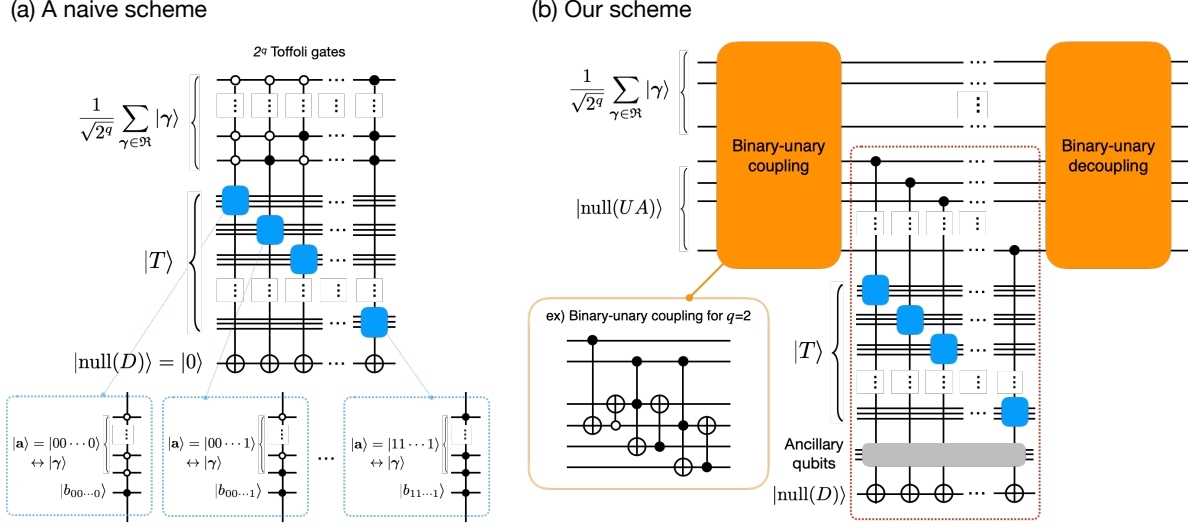 (a) A naive scheme
(b) Our scheme
2^q Toffoli gates
1/√2^q ∑_{γ∈ℜ} |γ⟩
⋯
|T⟩
|null(D)⟩ = |0⟩
|a⟩ = |00⋯0⟩
↔ |γ⟩
|b_{00⋯0}⟩
|a⟩ = |00⋯1⟩
↔ |γ⟩
|b_{00⋯1}⟩
⋯
|a⟩ = |11⋯1⟩
↔ |γ⟩
|b_{11⋯1}⟩
1/√2^q ∑_{γ∈ℜ} |γ⟩
|null(UA)⟩
Binary-unary
coupling
Binary-unary
decoupling
ex) Binary-unary coupling for q=2
|T⟩
Ancillary
qubits
|null(D)⟩